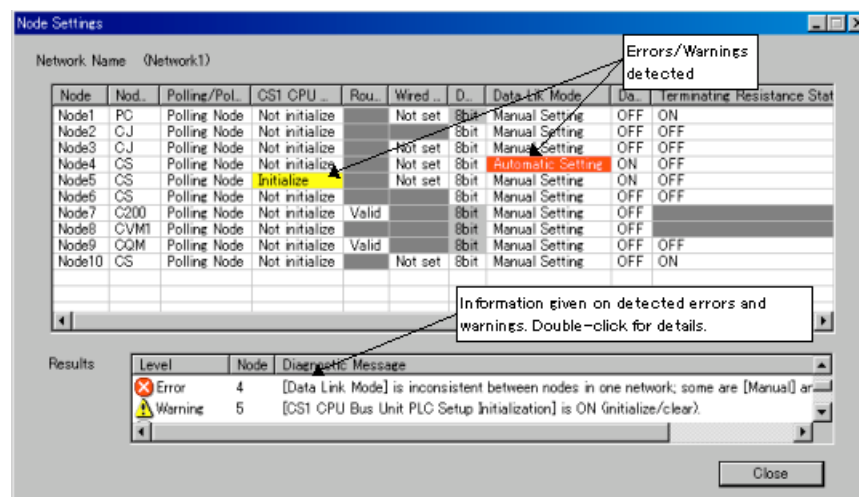 Node Settings
Network Name (Network1)
Errors/Warnings
detected
Node Nod.. Polling/Pol.. CS1 CPU ... Rou.. Wired ... D.. Data Lik Mode Da.. Terminating Resistance Stat
Node1 PC Polling Node Not initialize Not set 8bit Manual Setting OFF ON
Node2 CJ Polling Node Not initialize 8bit Manual Setting OFF OFF
Node3 CJ Polling Node Not initialize Not set 8bit Manual Setting OFF OFF
Node4 CS Polling Node Not initialize Not set 8bit Automatic Setting ON OFF
Node5 CS Polling Node Initialize Not set 8bit Manual Setting ON OFF
Node6 CS Polling Node Not initialize 8bit Manual Setting OFF OFF
Node7 C200 Polling Node Not initialize Valid 8bit Manual Setting OFF
Node8 CVM1 Polling Node Not initialize 8bit Manual Setting OFF
Node9 CQM Polling Node Not initialize Valid 8bit Manual Setting OFF OFF
Node10 CS Polling Node Not initialize Not set 8bit Manual Setting OFF ON
Information given on detected errors and
warnings. Double-click for details.
Results
Level Node Diagnostic Message
Error 4 [Data Link Mode] is inconsistent between nodes in one network; some are [Manual] ar
Warning 5 [CS1 CPU Bus Unit PLC Setup Initialization] is ON (initialize/clear).
Close